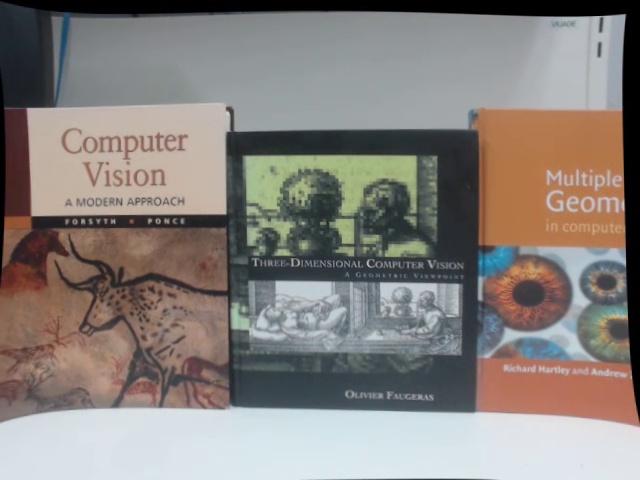 Computer
Vision
A MODERN APPROACH
FORSYTH ▪ PONCE
THREE-DIMENSIONAL COMPUTER VISION
A GEOMETRIC VIEWPOINT
OLIVIER FAUGERAS
Multiple
Geom
in compute
Richard Hartley and Andrew